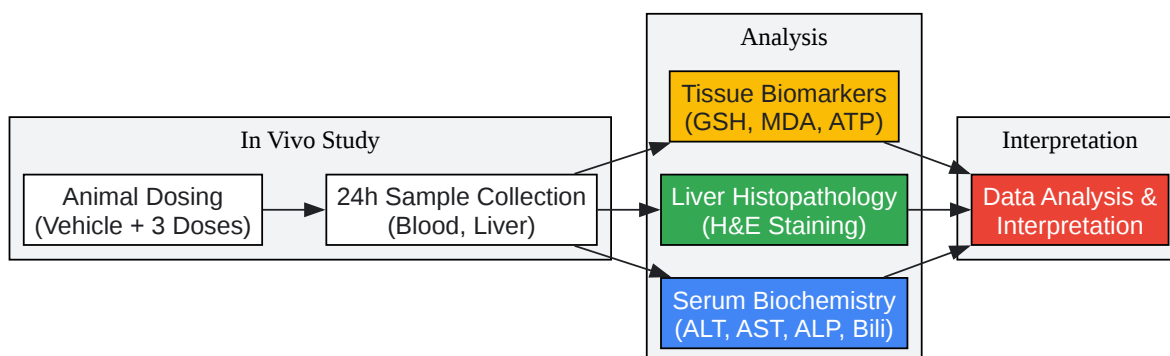 In Vivo Study
Animal Dosing
(Vehicle + 3 Doses)
24h Sample Collection
(Blood, Liver)
Analysis
Tissue Biomarkers
(GSH, MDA, ATP)
Liver Histopathology
(H&E Staining)
Serum Biochemistry
(ALT, AST, ALP, Bili)
Interpretation
Data Analysis &
Interpretation